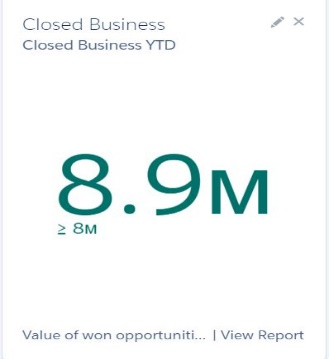 Closed Business
Closed Business YTD
8.9M
≥ 8M
Value of won opportuniti... | View Report